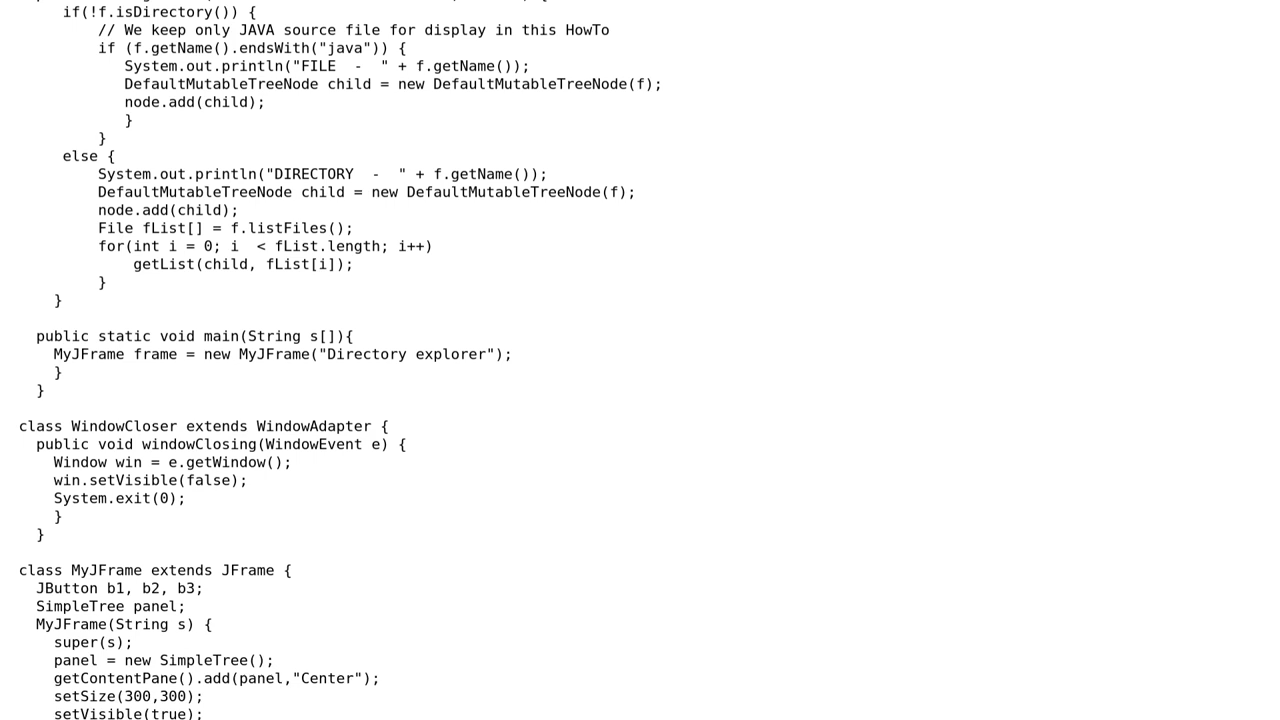 if(!f.isDirectory()) {
// We keep only JAVA source file for display in this HowTo
if (f.getName().endsWith("java")) {
System.out.println("FILE  -  " + f.getName());
DefaultMutableTreeNode child = new DefaultMutableTreeNode(f);
node.add(child);
}
}
else {
System.out.println("DIRECTORY  -  " + f.getName());
DefaultMutableTreeNode child = new DefaultMutableTreeNode(f);
node.add(child);
File fList[] = f.listFiles();
for(int i = 0; i  < fList.length; i++)
getList(child, fList[i]);
}
}
public static void main(String s[]){
MyJFrame frame = new MyJFrame("Directory explorer");
}
}
class WindowCloser extends WindowAdapter {
public void windowClosing(WindowEvent e) {
Window win = e.getWindow();
win.setVisible(false);
System.exit(0);
}
}
class MyJFrame extends JFrame {
JButton b1, b2, b3;
SimpleTree panel;
MyJFrame(String s) {
super(s);
panel = new SimpleTree();
getContentPane().add(panel,"Center");
setSize(300,300);
setVisible(true);